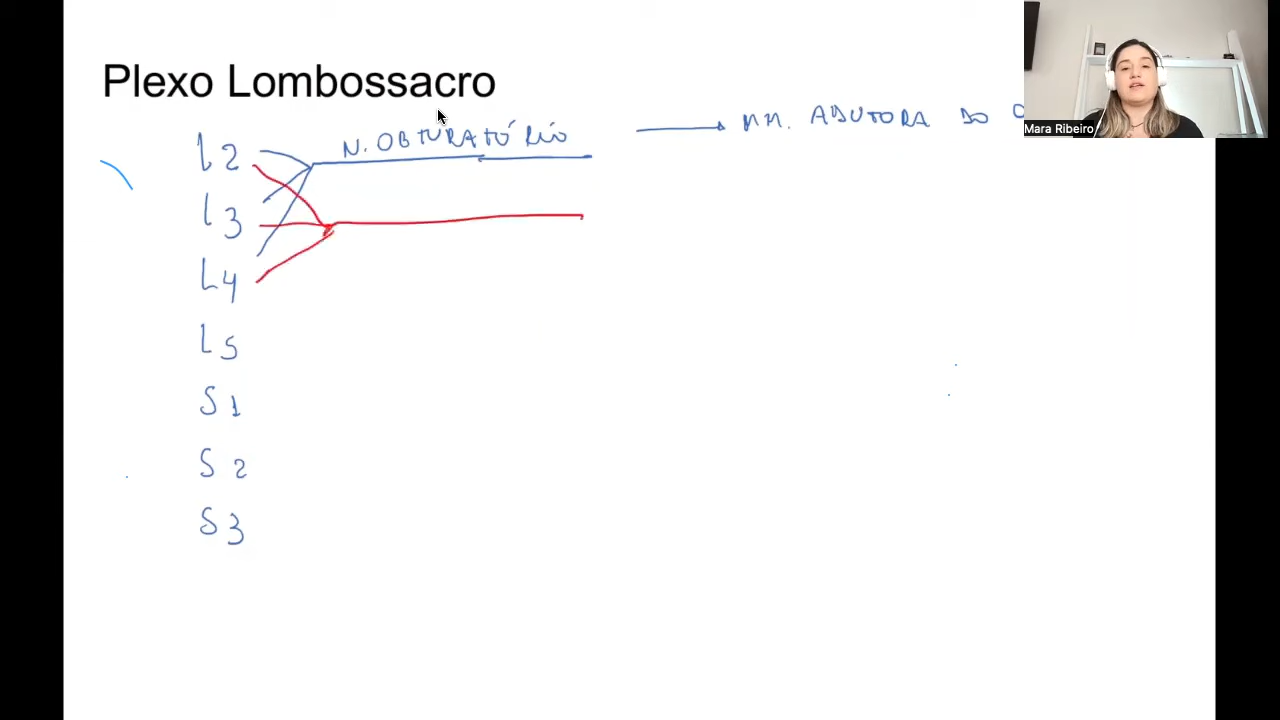 Plexo Lombossacro
N. OBTURATÓRIO
MM. ADUTORA DO
L2
L3
L4
L5
S1
S2
S3
Mara Ribeiro